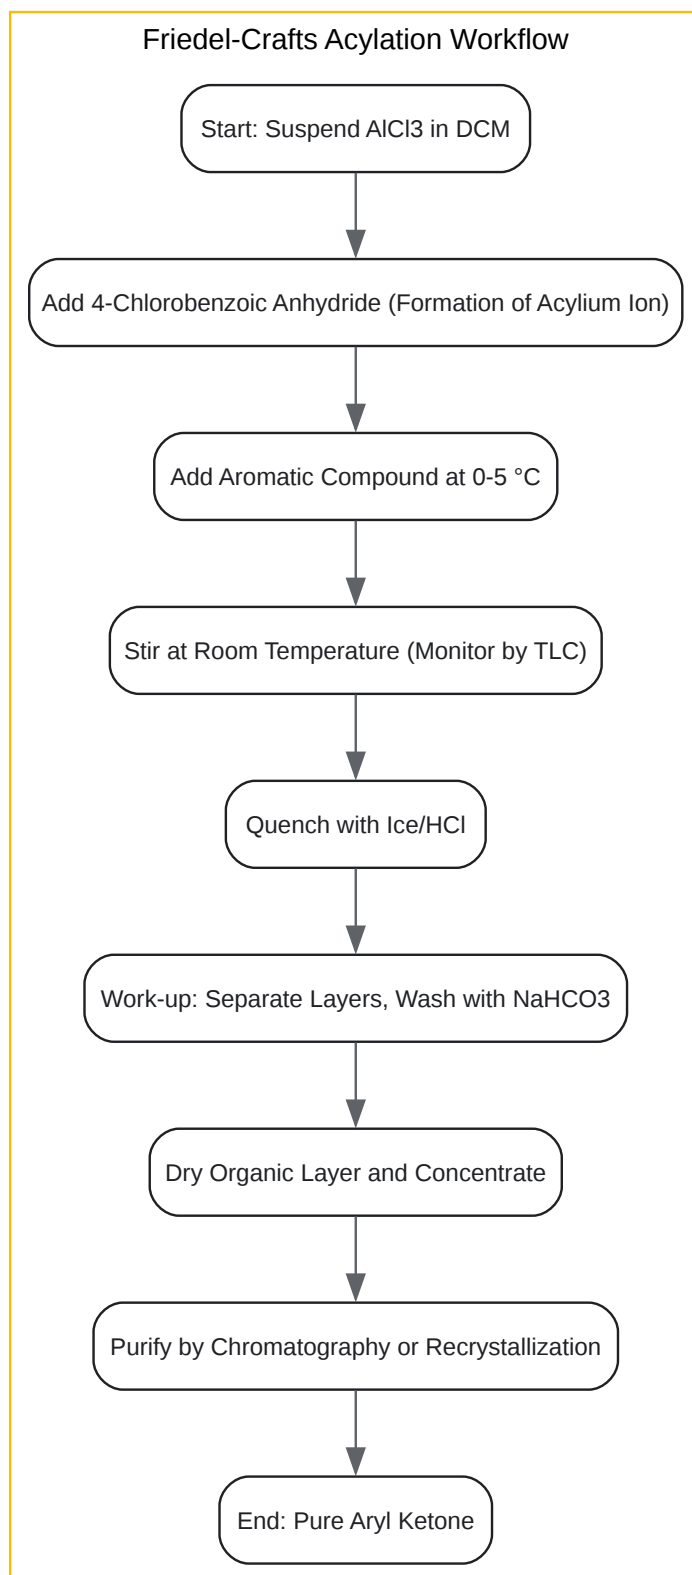 Friedel-Crafts Acylation Workflow
Start: Suspend AlCl3 in DCM
Add 4-Chlorobenzoic Anhydride (Formation of Acylium Ion)
Add Aromatic Compound at 0-5 °C
Stir at Room Temperature (Monitor by TLC)
Quench with Ice/HCl
Work-up: Separate Layers, Wash with NaHCO3
Dry Organic Layer and Concentrate
Purify by Chromatography or Recrystallization
End: Pure Aryl Ketone